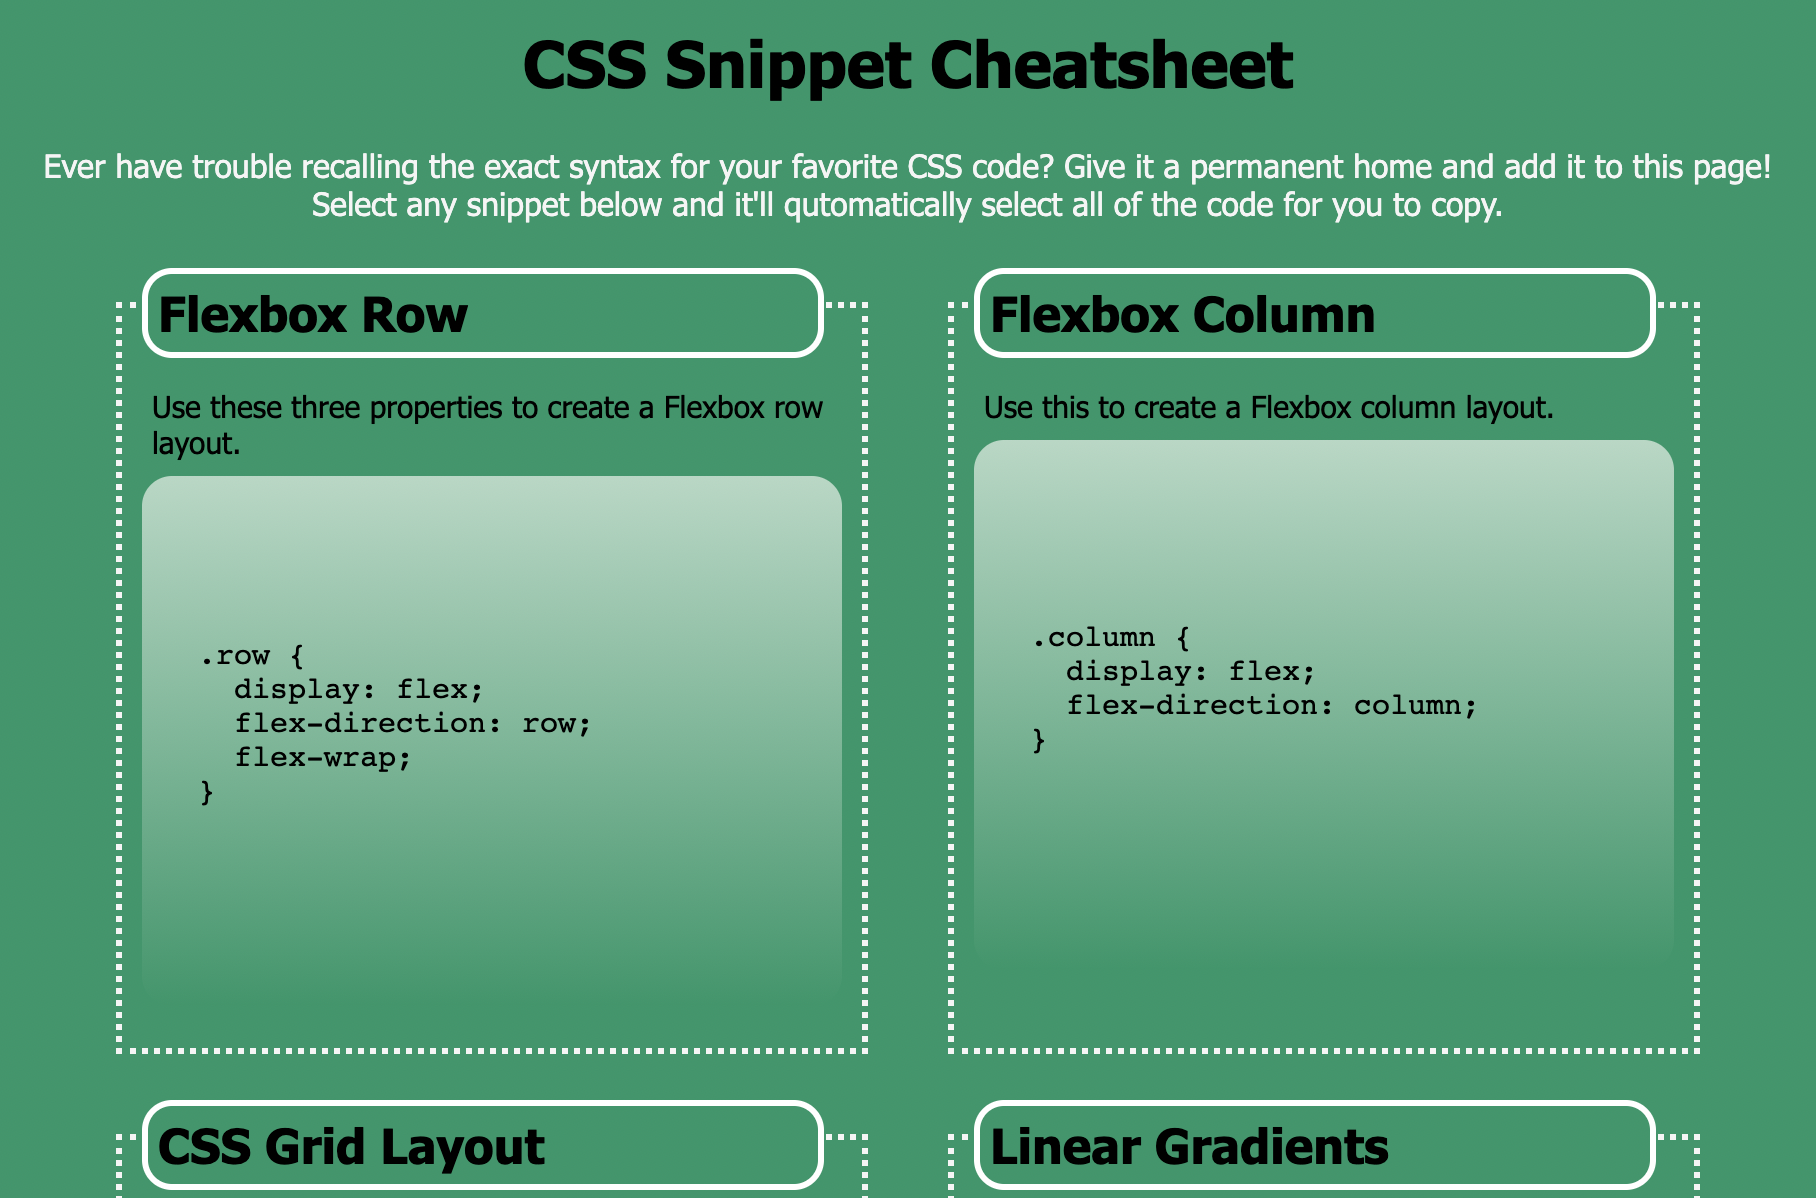 CSS Snippet Cheatsheet
Ever have trouble recalling the exact syntax for your favorite CSS code? Give it a permanent home and add it to this page!
Select any snippet below and it'll qutomatically select all of the code for you to copy.
Flexbox Row
Use these three properties to create a Flexbox row
layout.
.row {
  display: flex;
  flex-direction: row;
  flex-wrap;
}
Flexbox Column
Use this to create a Flexbox column layout.
.column {
  display: flex;
  flex-direction: column;
}
CSS Grid Layout
Linear Gradients